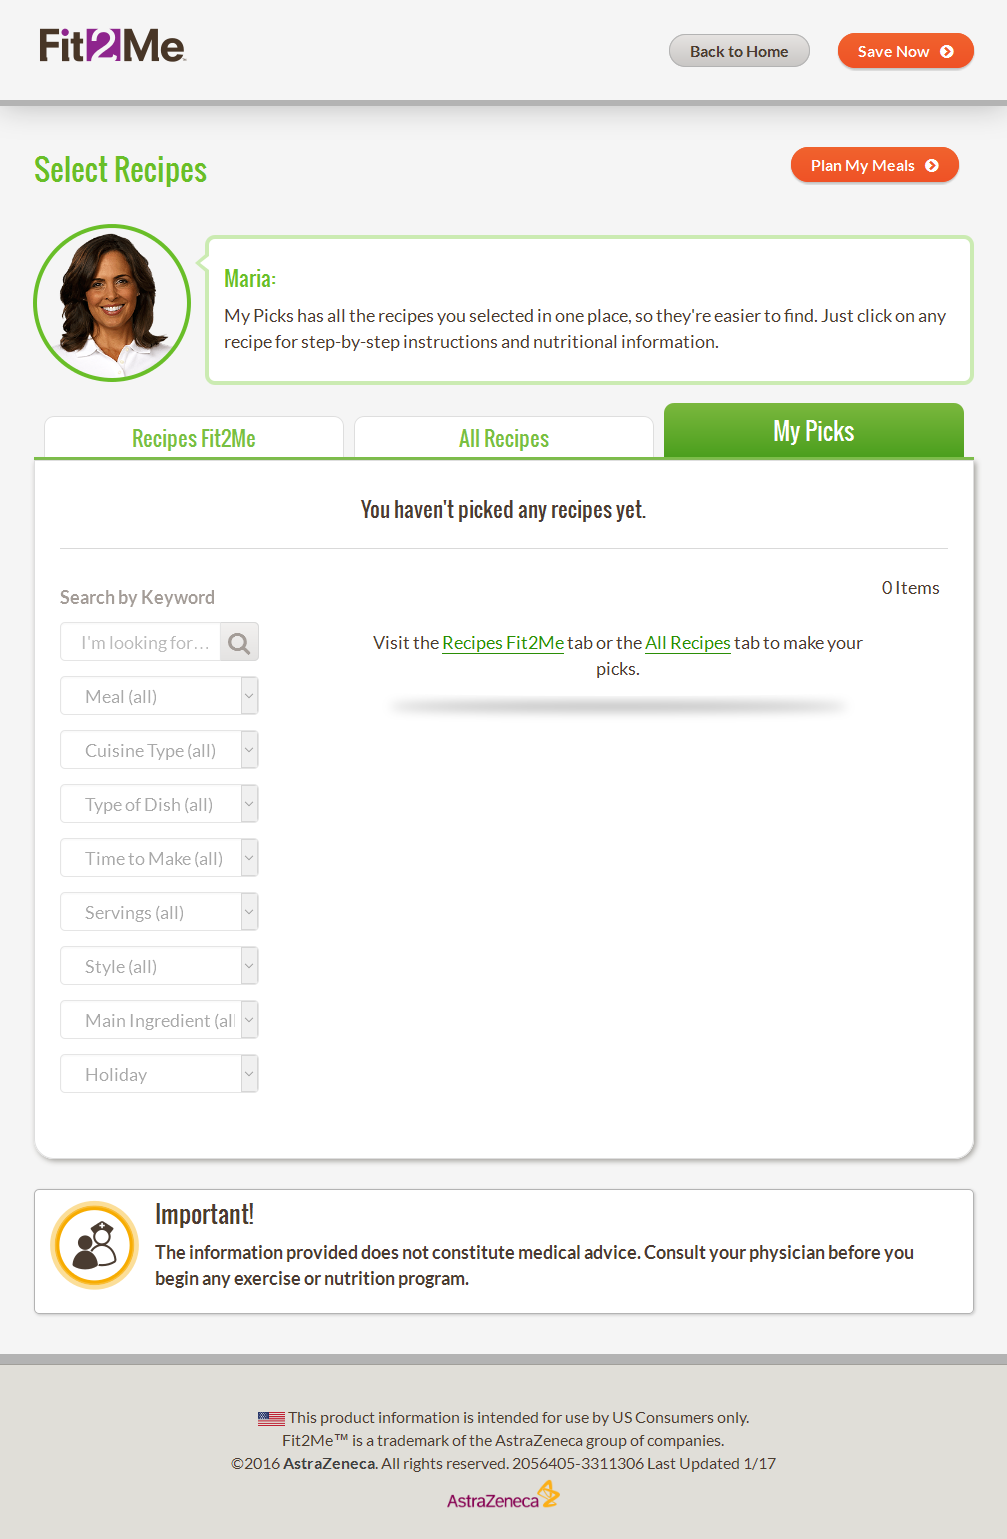 Fit2Me™
Back to Home
Save Now
Select Recipes
Plan My Meals
Maria:
My Picks has all the recipes you selected in one place, so they're easier to find. Just click on any
recipe for step-by-step instructions and nutritional information.
Recipes Fit2Me
All Recipes
My Picks
You haven't picked any recipes yet.
0 Items
Search by Keyword
I'm looking for...
Visit the Recipes Fit2Me tab or the All Recipes tab to make your
picks.
Meal (all)
Cuisine Type (all)
Type of Dish (all)
Time to Make (all)
Servings (all)
Style (all)
Main Ingredient (all
Holiday
Important!
The information provided does not constitute medical advice. Consult your physician before you
begin any exercise or nutrition program.
This product information is intended for use by US Consumers only.
Fit2Me™ is a trademark of the AstraZeneca group of companies.
©2016 AstraZeneca. All rights reserved. 2056405-3311306 Last Updated 1/17
AstraZeneca